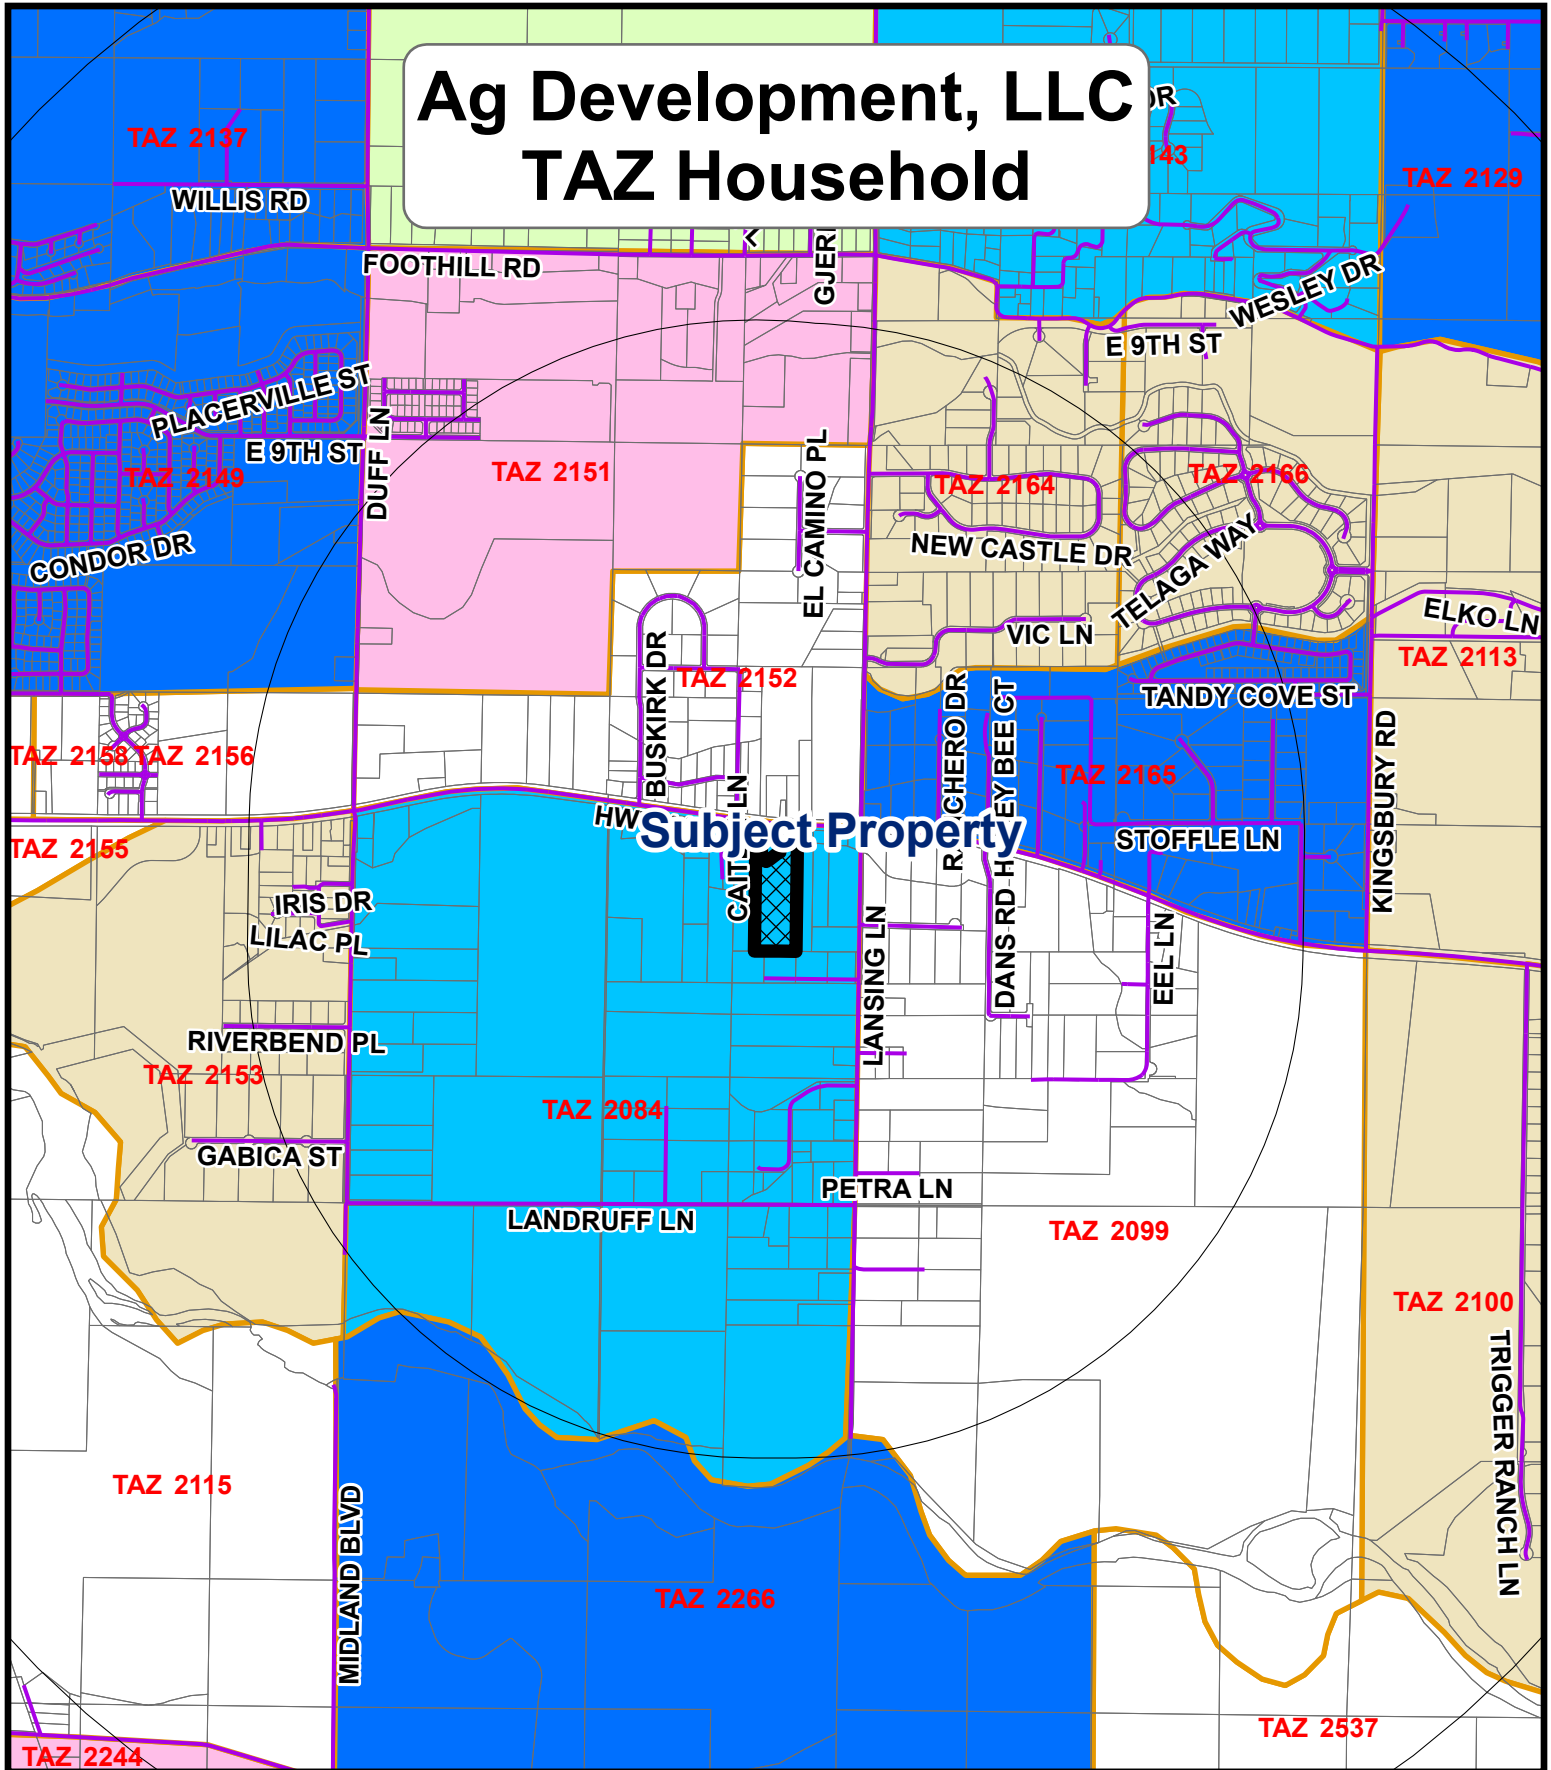 Ag Development, LLC
TAZ Household
DR
143
TAZ 2137
TAZ 2129
WILLIS RD
FOOTHILL RD
GJER
WESLEY DR
E 9TH ST
PLACERVILLE ST
E 9TH ST
DUFF LN
TAZ 2149
TAZ 2151
EL CAMINO PL
TAZ 2164
TAZ 2166
CONDOR DR
NEW CASTLE DR
TELAGA WAY
ELKO LN
VIC LN
TAZ 2113
BUSKIRK DR
TAZ 2152
TANDY COVE ST
KINGSBURY RD
TAZ 2158
TAZ 2156
TAZ 2165
HW
Subject Property
STOFFLE LN
TAZ 2155
IRIS DR
LILAC PL
LANSING LN
DANS RD
EEL LN
RIVERBEND PL
TAZ 2153
TAZ 2084
GABICA ST
PETRA LN
LANDRUFF LN
TAZ 2099
TAZ 2100
TRIGGER RANCH LN
TAZ 2115
MIDLAND BLVD
TAZ 2266
TAZ 2537
TAZ 2244